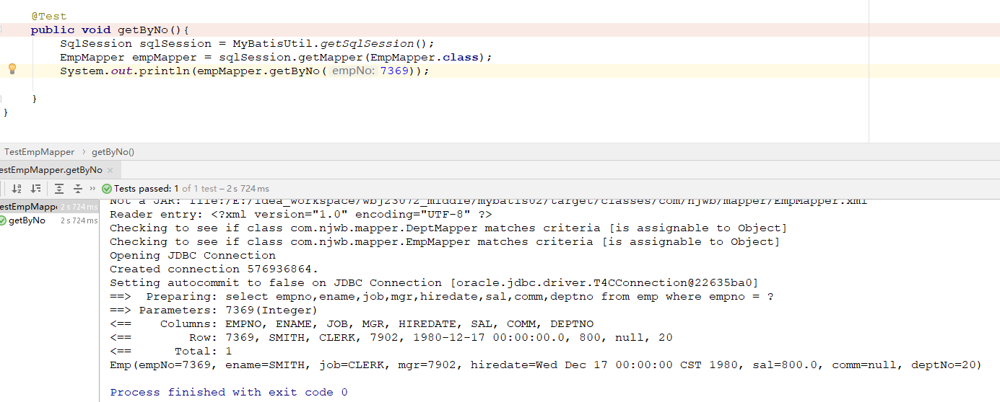 @Test
public void getByNo(){
SqlSession sqlSession = MyBatisUtil.getSqlSession();
EmpMapper empMapper = sqlSession.getMapper(EmpMapper.class);
System.out.println(empMapper.getByNo( empNo: 7369));
}
}
TestEmpMapper › getByNo()
estEmpMapper.getByNo ×
» Tests passed: 1 of 1 test – 2 s 724 ms
estEmpMappe 2 s 724 ms
getByNo 2 s 724 ms
Not a JAR: file:/E:/idea_workspace/wbj23072_middle/mybatis02/target/classes/com/njwb/mapper/EmpMapper.xml
Reader entry: <?xml version="1.0" encoding="UTF-8" ?>
Checking to see if class com.njwb.mapper.DeptMapper matches criteria [is assignable to Object]
Checking to see if class com.njwb.mapper.EmpMapper matches criteria [is assignable to Object]
Opening JDBC Connection
Created connection 576936864.
Setting autocommit to false on JDBC Connection [oracle.jdbc.driver.T4CConnection@22635ba0]
==>  Preparing: select empno,ename,job,mgr,hiredate,sal,comm,deptno from emp where empno = ?
==> Parameters: 7369(Integer)
<==    Columns: EMPNO, ENAME, JOB, MGR, HIREDATE, SAL, COMM, DEPTNO
<==        Row: 7369, SMITH, CLERK, 7902, 1980-12-17 00:00:00.0, 800, null, 20
<==      Total: 1
Emp(empNo=7369, ename=SMITH, job=CLERK, mgr=7902, hiredate=Wed Dec 17 00:00:00 CST 1980, sal=800.0, comm=null, deptNo=20)
Process finished with exit code 0